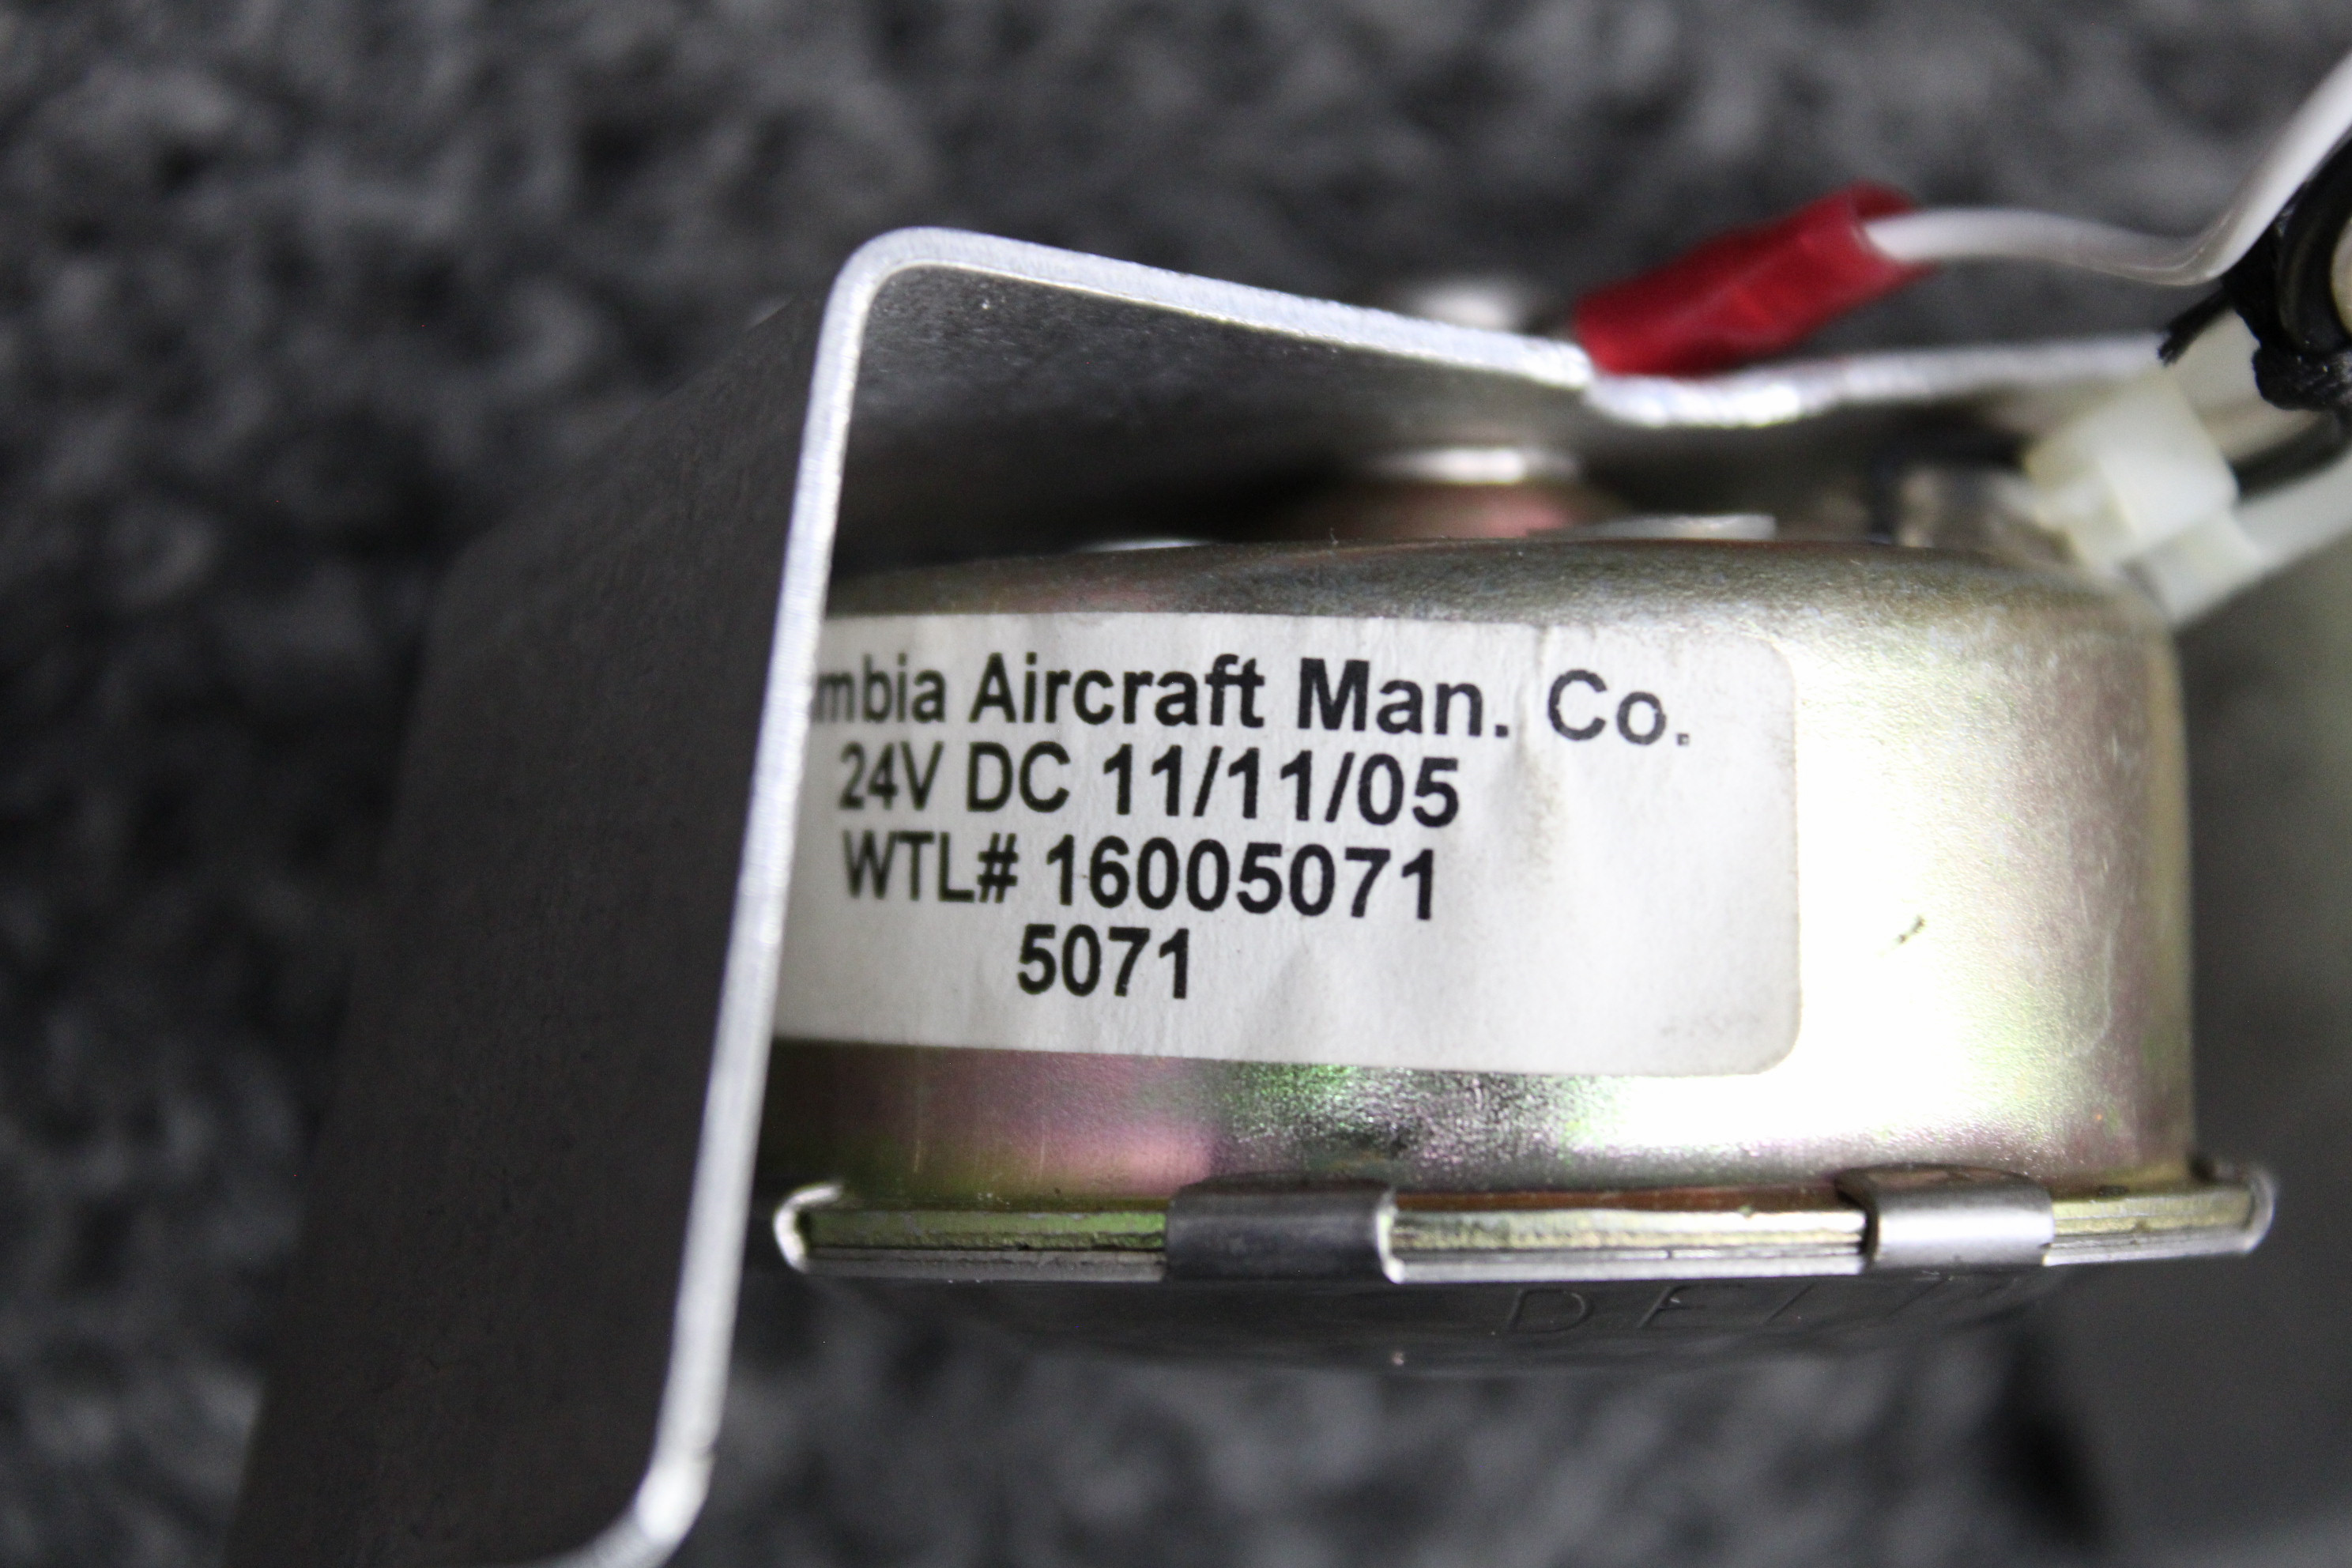 mbia Aircraft Man. Co.
24V DC 11/11/05
WTL# 16005071
5071